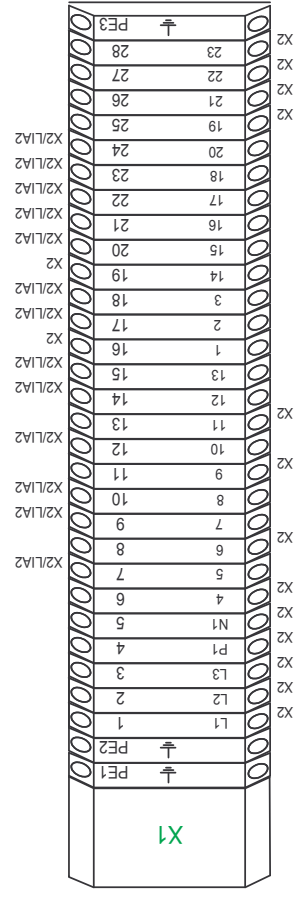 X1
PE1
PE2
X2 L1 1
X2 L2 2
X2 L3 3
X2 P1 4
X2 N1 5
X2 4 6
5 7 X2/LIA2
X2 6 8
7 9 X2/LIA2
8 10 X2/LIA2
X2 9 11
10 12 X2/LIA2
X2 11 13
12 14 X2/LIA2
13 15 X2/LIA2
1 16 X2
2 17 X2/LIA2
3 18 X2/LIA2
14 19 X2
15 20 X2/LIA2
16 21 X2/LIA2
17 22 X2/LIA2
18 23 X2/LIA2
20 24 X2/LIA2
X2 19 25
X2 21 26
X2 22 27
X2 23 28
PE3